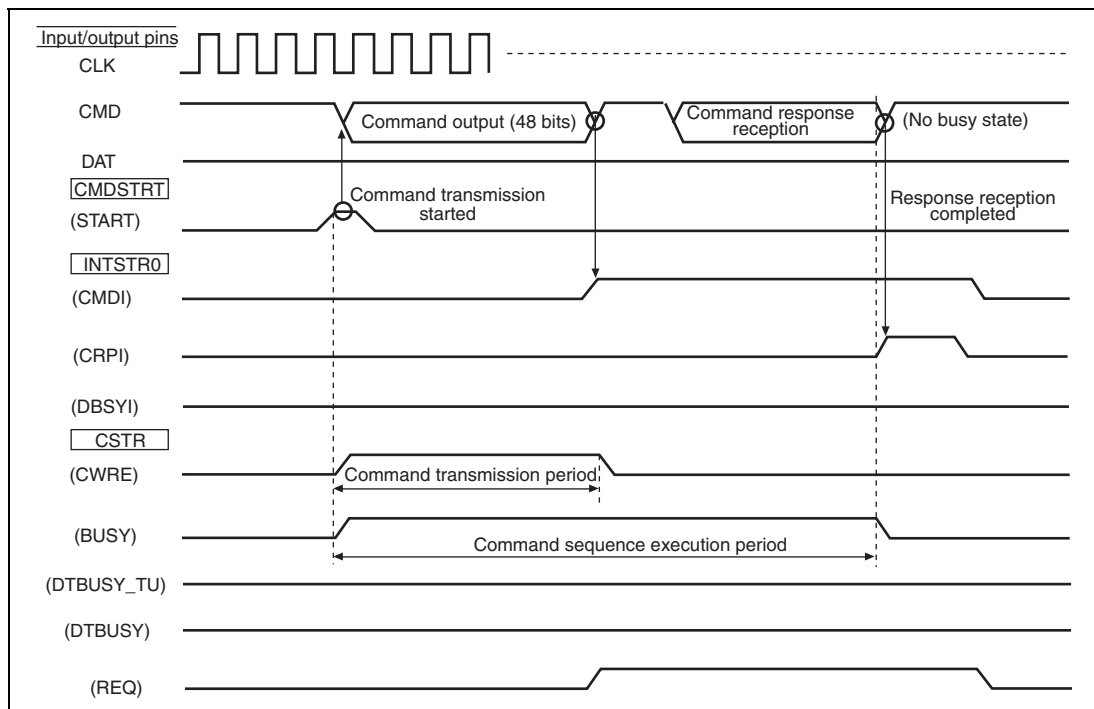 Input/output pins
CLK
CMD
Command output (48 bits)
Command response
reception
(No busy state)
DAT
CMDSTRT
(START)
Command transmission
started
Response reception
completed
INTSTR0
(CMDI)
(CRPI)
(DBSYI)
CSTR
(CWRE)
Command transmission period
(BUSY)
Command sequence execution period
(DTBUSY_TU)
(DTBUSY)
(REQ)